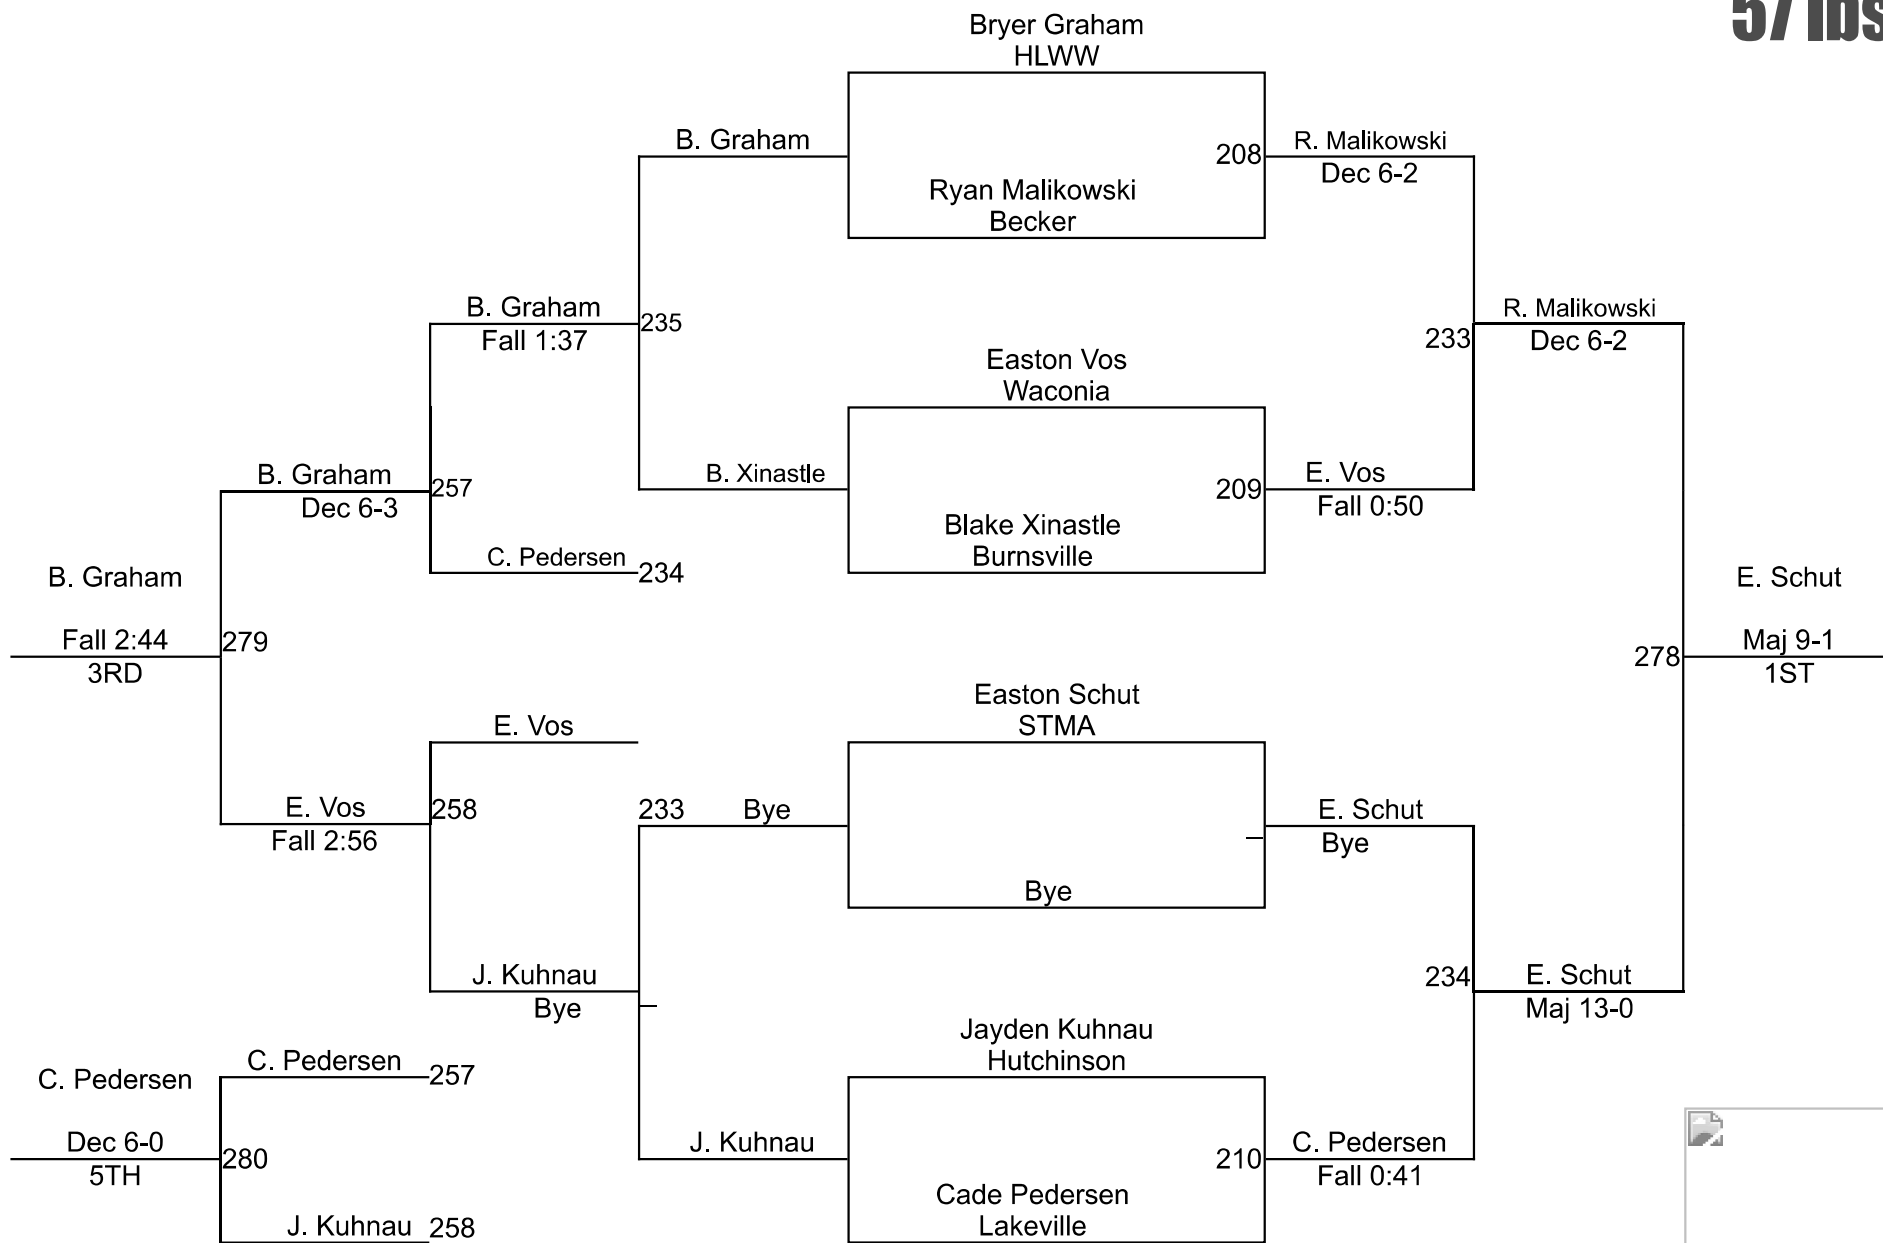 57 lbs
Bryer Graham
HLWW
B. Graham
208
R. Malikowski
Dec 6-2
Ryan Malikowski
Becker
B. Graham
Fall 1:37
235
Easton Vos
Waconia
233
R. Malikowski
Dec 6-2
B. Graham
Dec 6-3
257
B. Xinastle
209
E. Vos
Fall 0:50
Blake Xinastle
Burnsville
C. Pedersen
234
B. Graham
Fall 2:44
3RD
279
E. Schut
Maj 9-1
1ST
278
Easton Schut
STMA
E. Vos
E. Vos
Fall 2:56
258
233
Bye
E. Schut
Bye
Bye
J. Kuhnau
Bye
234
E. Schut
Maj 13-0
Jayden Kuhnau
Hutchinson
C. Pedersen
C. Pedersen
257
Dec 6-0
5TH
280
J. Kuhnau
210
C. Pedersen
Fall 0:41
Cade Pedersen
Lakeville
J. Kuhnau
258